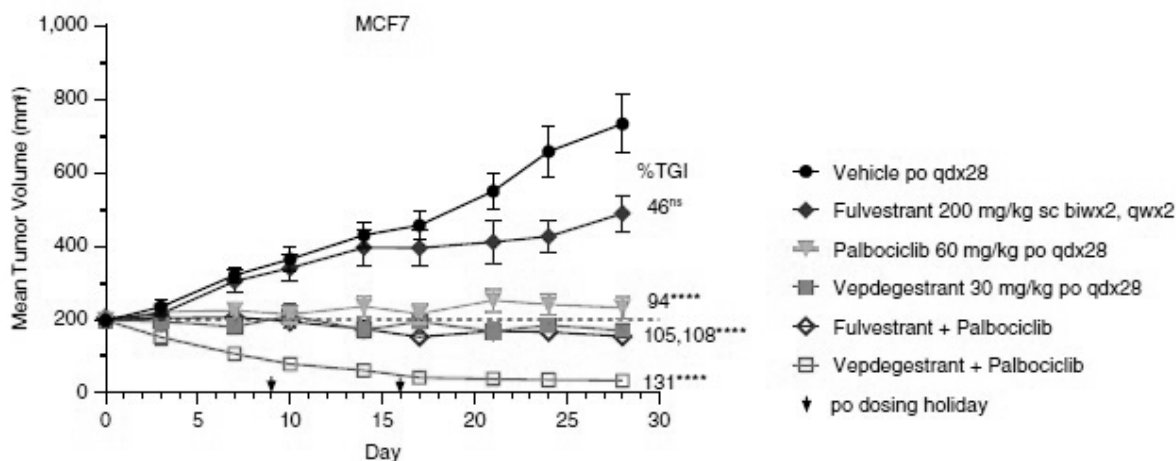 MCF7
1,000
800
600
400
200
0
Mean Tumor Volume (mm³)
0 5 10 15 20 25 30
Day
%TGI
46ns
94****
105,108****
131****
Vehicle po qdx28
Fulvestrant 200 mg/kg sc biwx2, qwx2
Palbociclib 60 mg/kg po qdx28
Vepdegestrant 30 mg/kg po qdx28
Fulvestrant + Palbociclib
Vepdegestrant + Palbociclib
po dosing holiday